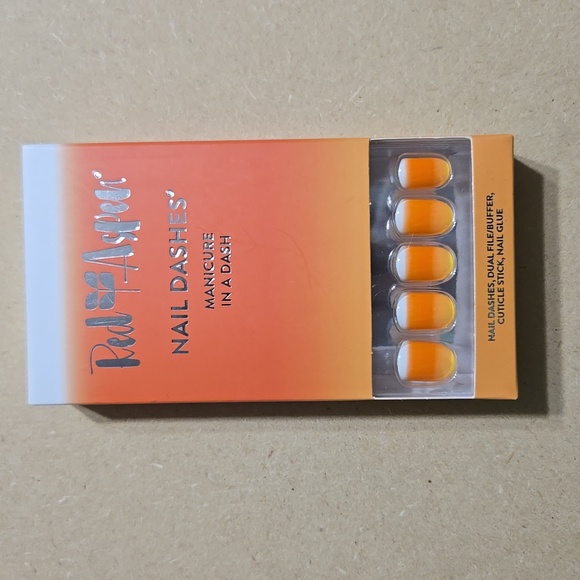 Red Aspen
NAIL DASHES
MANICURE
IN A DASH
NAIL DASHES, DUAL FILE/BUFFER,
CUTICLE STICK, NAIL GLUE